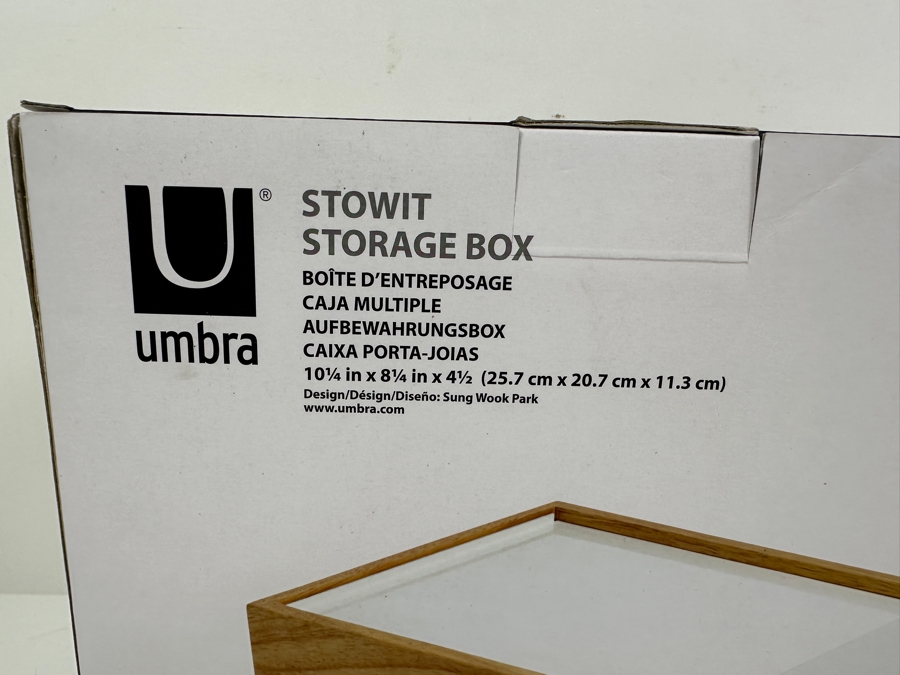 U®
umbra
STOWIT
STORAGE BOX
BOÎTE D'ENTREPOSAGE
CAJA MULTIPLE
AUFBEWAHRUNGSBOX
CAIXA PORTA-JOIAS
10¼ in x 8¼ in x 4½ (25.7 cm x 20.7 cm x 11.3 cm)
Design/Désign/Diseño: Sung Wook Park
www.umbra.com